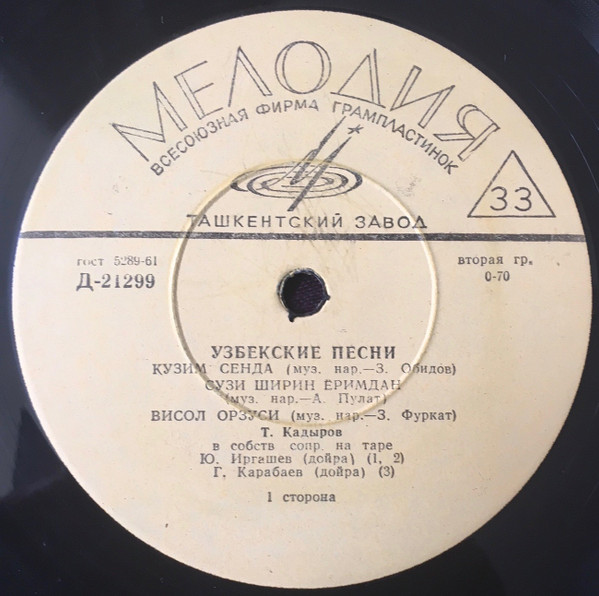 МЕЛОДИЯ
ВСЕСОЮЗНАЯ ФИРМА ГРАМПЛАСТИНОК
33
ТАШКЕНТСКИЙ ЗАВОД
гост 5289-61
Д-21299
вторая гр.
0-70
УЗБЕКСКИЕ ПЕСНИ
КУЗИМ СЕНДА (муз. нар.—З. Обидов)
СУЗИ ШИРИН ЁРИМДАН
(муз. нар.—А. Пулат)
ВИСОЛ ОРЗУСИ (муз. нар.—З. Фуркат)
Т. Кадыров
в собств сопр. на таре
Ю. Иргашев (дойра) (1, 2)
Г. Карабаев (дойра) (3)
1 сторона